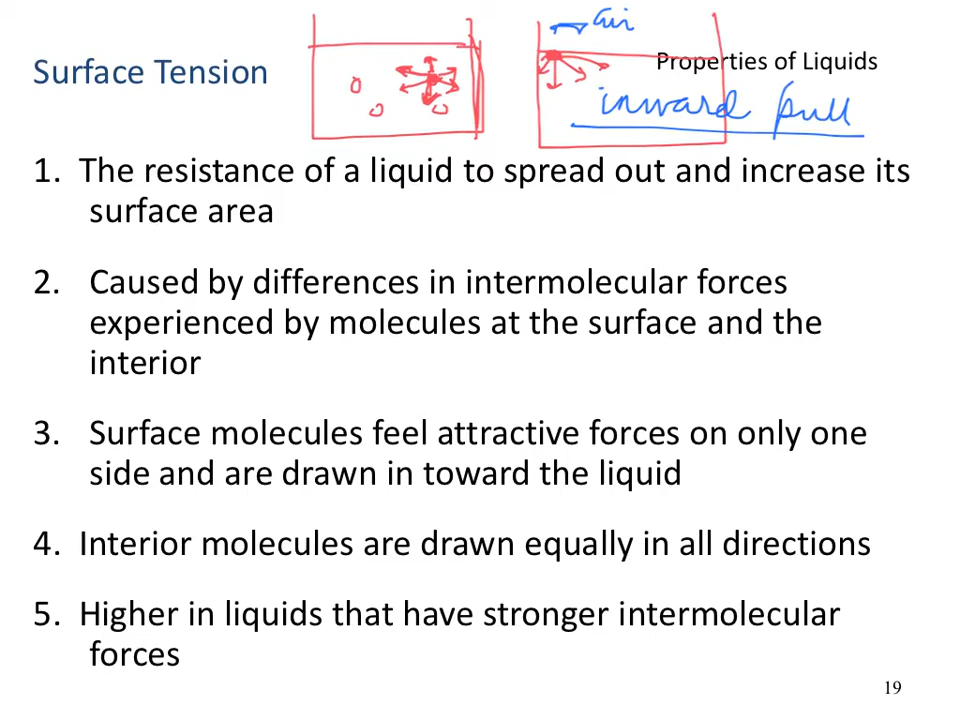 Air
Surface Tension
Properties of Liquids
inward pull
1. The resistance of a liquid to spread out and increase its
surface area
2. Caused by differences in intermolecular forces
experienced by molecules at the surface and the
interior
3. Surface molecules feel attractive forces on only one
side and are drawn in toward the liquid
4. Interior molecules are drawn equally in all directions
5. Higher in liquids that have stronger intermolecular
forces
19